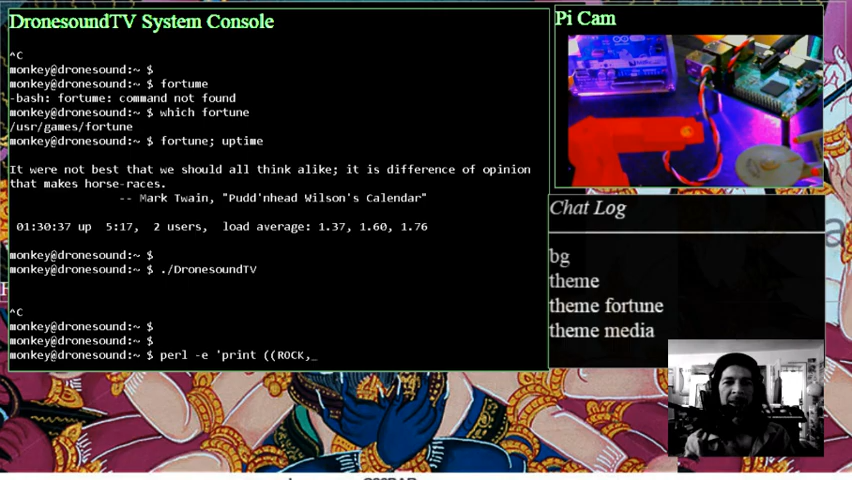 DronesoundTV System Console
^C
monkey@dronesound:~ $
monkey@dronesound:~ $ fortume
-bash: fortume: command not found
monkey@dronesound:~ $ which fortune
/usr/games/fortune
monkey@dronesound:~ $ fortune; uptime
It were not best that we should all think alike; it is difference of opinion
that makes horse-races.
-- Mark Twain, "Pudd'nhead Wilson's Calendar"
01:30:37 up  5:17,  2 users,  load average: 1.37, 1.60, 1.76
monkey@dronesound:~ $
monkey@dronesound:~ $ ./DronesoundTV
^C
monkey@dronesound:~ $
monkey@dronesound:~ $
monkey@dronesound:~ $ perl -e 'print ((ROCK,_
Pi Cam
Chat Log
bg
theme
theme fortune
theme media